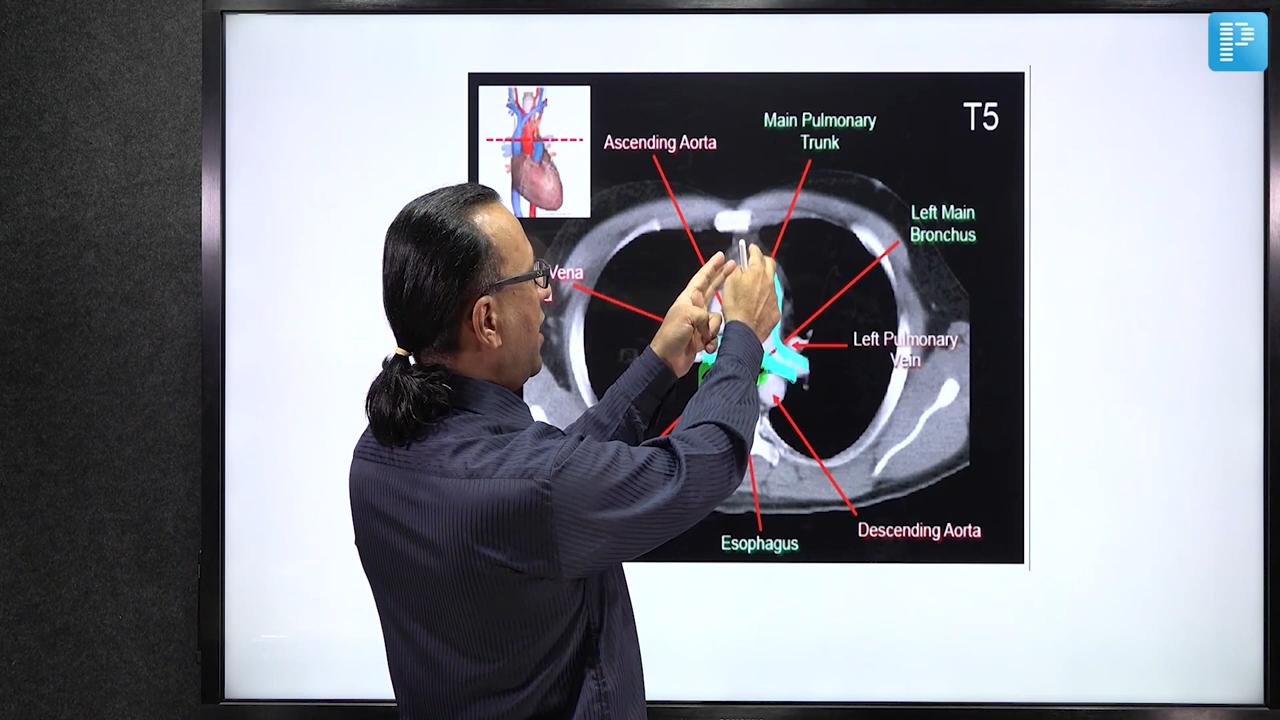 T5
Main Pulmonary
Trunk
Ascending Aorta
Left Main
Bronchus
Vena
Left Pulmonary
Vein
Descending Aorta
Esophagus